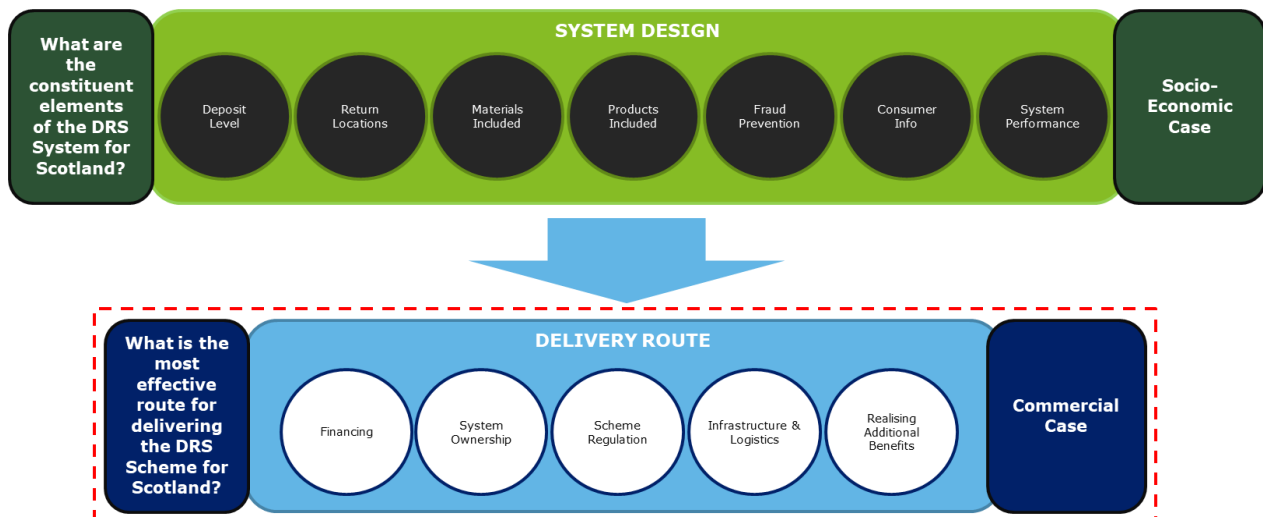 What are
the
constituent
elements
of the DRS
System for
Scotland?
SYSTEM DESIGN
Deposit
Level
Return
Locations
Materials
Included
Products
Included
Fraud
Prevention
Consumer
Info
System
Performance
Socio-
Economic
Case
What is the
most
effective
route for
delivering
the DRS
Scheme for
Scotland?
DELIVERY ROUTE
Financing
System
Ownership
Scheme
Regulation
Infrastructure &
Logistics
Realising
Additional
Benefits
Commercial
Case